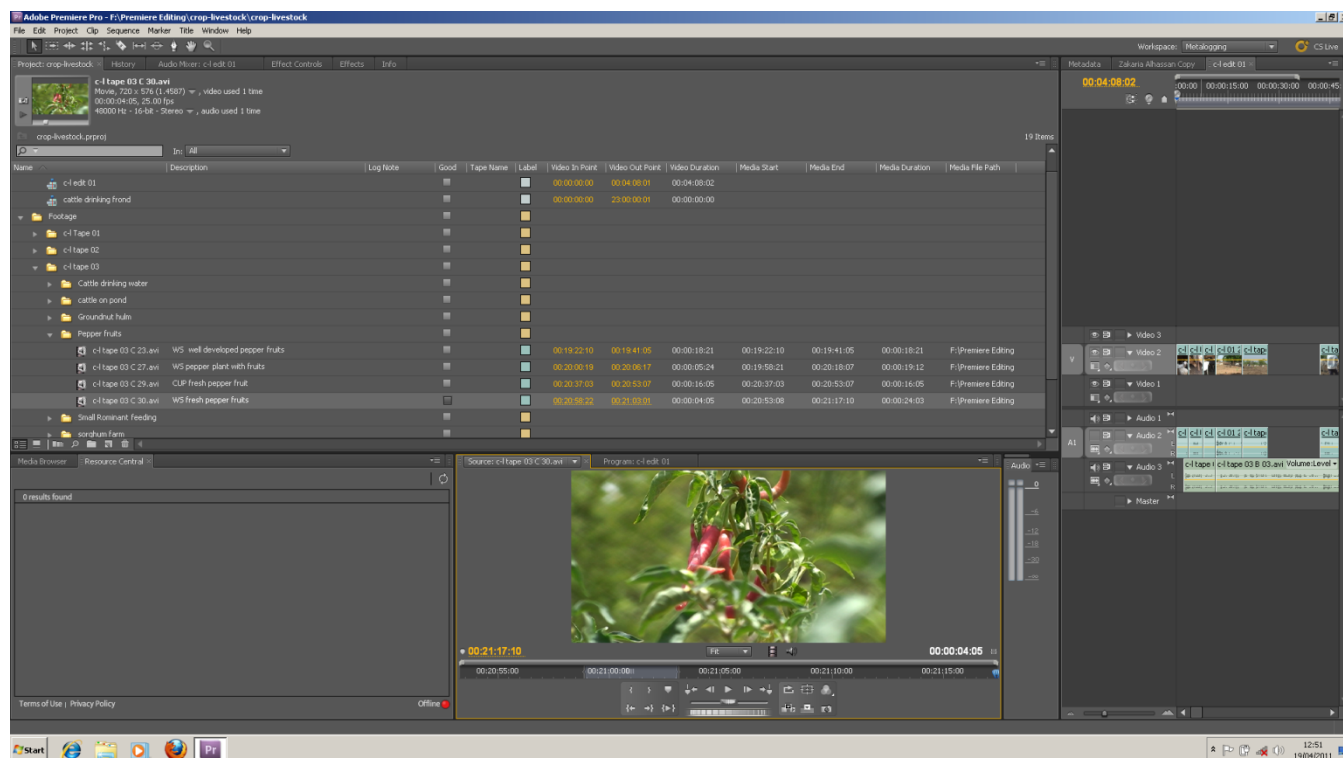 Adobe Premiere Pro - F:\Premiere Editing\crop-livestock\crop-livestock
File Edit Project Clip Sequence Marker Title Window Help
Workspace: Metalogging CS Live
Project: crop-livestock History Audio Mixer: c-l edit 01 Effect Controls Effects Info
c-l tape 03 C 30.avi
Movie, 720 x 576 (1.4587) , video used 1 time
00:00:04:05, 25.00 fps
48000 Hz - 16-bit - Stereo , audio used 1 time
crop-livestock.prproj 19 Items
In: All
Name Description Log Note Good Tape Name Label Video In Point Video Out Point Video Duration Media Start Media End Media Duration Media File Path
c-l edit 01 00:00:00:00 00:04:08:01 00:04:08:02
cattle drinking frond 00:00:00:00 23:00:00:01 00:00:00:00
Footage
c-l Tape 01
c-l tape 02
c-l tape 03
Cattle drinking water
cattle on pond
Groundnut hulm
Pepper fruits
c-l tape 03 C 23.avi WS well developed pepper fruits 00:19:22:10 00:19:41:05 00:00:18:21 00:19:22:10 00:19:41:05 00:00:18:21 F:\Premiere Editing
c-l tape 03 C 27.avi WS pepper plant with fruits 00:20:00:19 00:20:06:17 00:00:05:24 00:19:58:21 00:20:18:07 00:00:19:12 F:\Premiere Editing
c-l tape 03 C 29.avi CUP fresh pepper fruit 00:20:37:03 00:20:53:07 00:00:16:05 00:20:37:03 00:20:53:07 00:00:16:05 F:\Premiere Editing
c-l tape 03 C 30.avi WS fresh pepper fruits 00:20:58:22 00:21:03:01 00:00:04:05 00:20:53:08 00:21:17:10 00:00:24:03 F:\Premiere Editing
Small Rominant feeding
sorghum farm
Media Browser Resource Central
0 results found
Terms of Use | Privacy Policy Offline
Source: c-l tape 03 C 30.avi Program: c-l edit 01
00:21:17:10 Fit 00:00:04:05
00:20:55:00 00:21:00:00 00:21:05:00 00:21:10:00 00:21:15:00
Audio
0
-6
-12
-18
-30
Metadata Zakaria Alhassan Copy c-l edit 01
00:04:08:02 :00:00 00:00:15:00 00:00:30:00 00:00:45:
Video 3
V Video 2
Video 1
Audio 1
A1 Audio 2
Audio 3 c-l tape c-l tape 03 B 03.avi Volume:Level
Master
Start Pr 12:51
19/04/2011